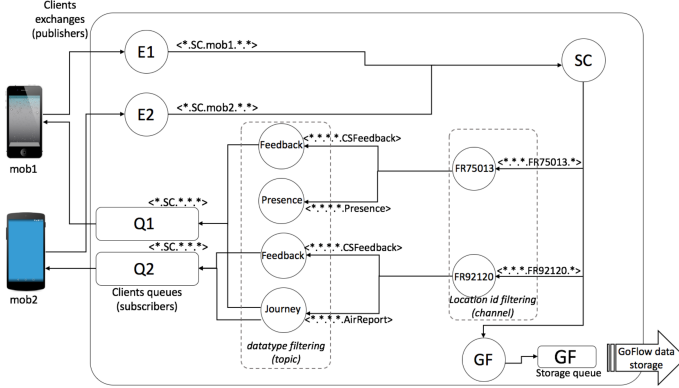 Clients
exchanges
(publishers)
E1
<*.SC.mob1.*.*>
SC
E2
<*.SC.mob2.*.*>
mob1
Feedback
<*.*.*.*.CSFeedback>
FR75013
<*.*.*.FR75013.*>
Presence
<*.*.*.*.Presence>
<*.SC.*.*.*>
Q1
<*.SC.*.*.*>
Q2
Feedback
<*.*.*.*.CSFeedback>
FR92120
<*.*.*.FR92120.*>
mob2
Clients queues
(subscribers)
Journey
<*.*.*.*.AirReport>
Location id filtering
(channel)
datatype filtering
(topic)
GF
GF
Storage queue
GoFlow data
storage